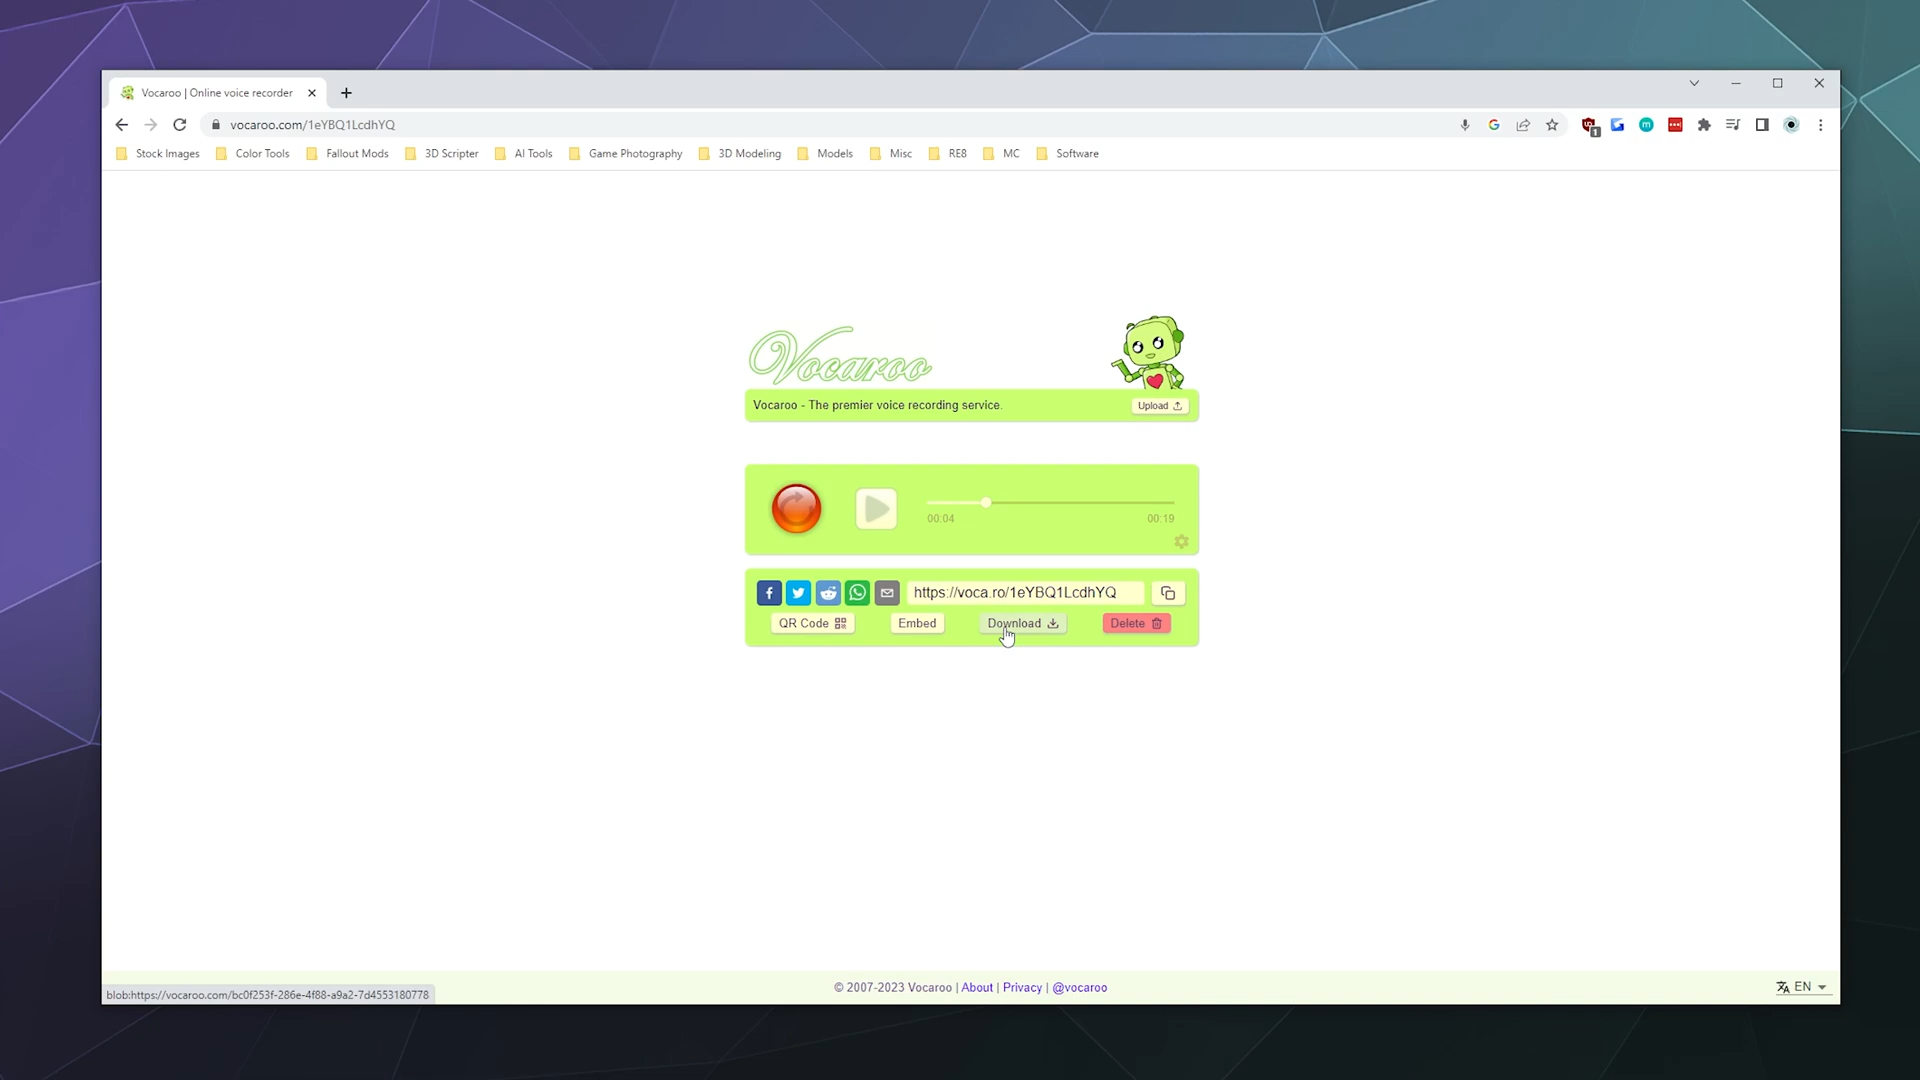 Vocaroo | Online voice recorder
vocaroo.com/1eYBQ1LcdhYQ
1
m
Stock Images
Color Tools
Fallout Mods
3D Scripter
AI Tools
Game Photography
3D Modeling
Models
Misc
RE8
MC
Software
Vocaroo
Vocaroo - The premier voice recording service.
Upload
00:04
00:19
https://voca.ro/1eYBQ1LcdhYQ
QR Code
Embed
Download
Delete
blob:https://vocaroo.com/bc0f253f-286e-4f88-a9a2-7d4553180778
© 2007-2023 Vocaroo | About | Privacy | @vocaroo
EN